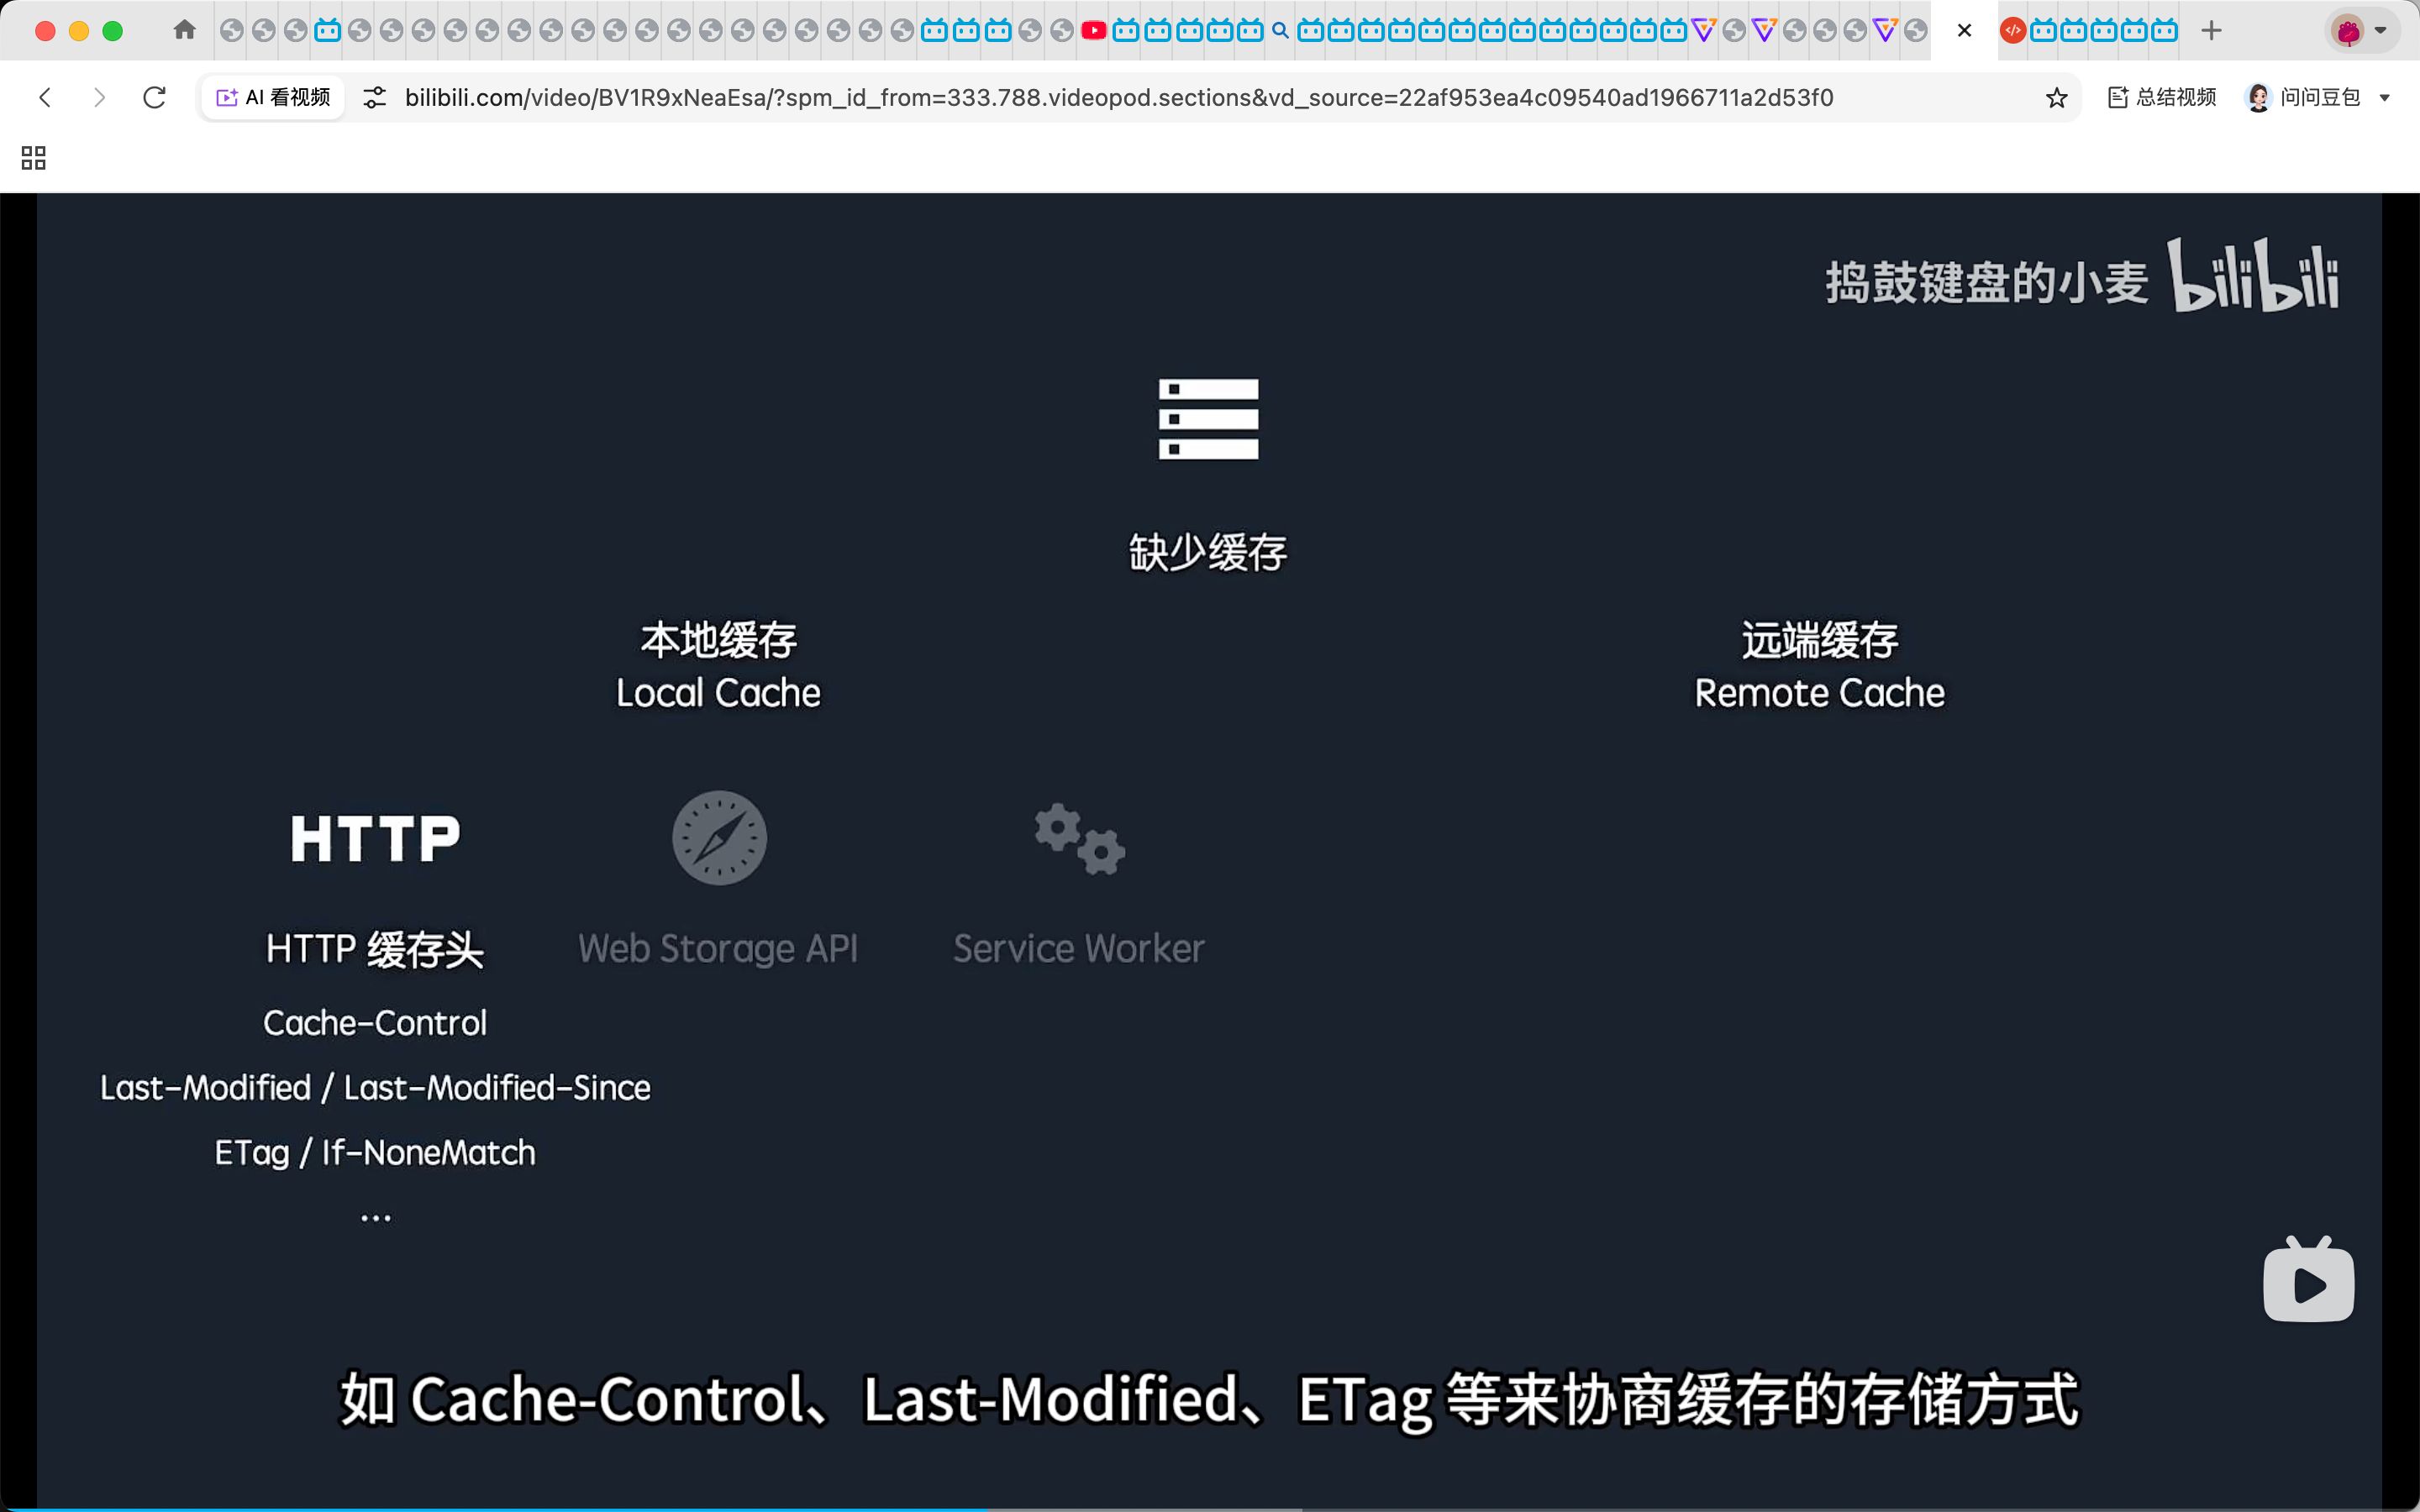 AI 看视频
bilibili.com/video/BV1R9xNeaEsa/?spm_id_from=333.788.videopod.sections&vd_source=22af953ea4c09540ad1966711a2d53f0
总结视频
问问豆包
捣鼓键盘的小麦 bilibili
缺少缓存
本地缓存
Local Cache
远端缓存
Remote Cache
HTTP
HTTP 缓存头
Web Storage API
Service Worker
Cache-Control
Last-Modified / Last-Modified-Since
ETag / If-NoneMatch
...
如 Cache-Control、Last-Modified、ETag 等来协商缓存的存储方式